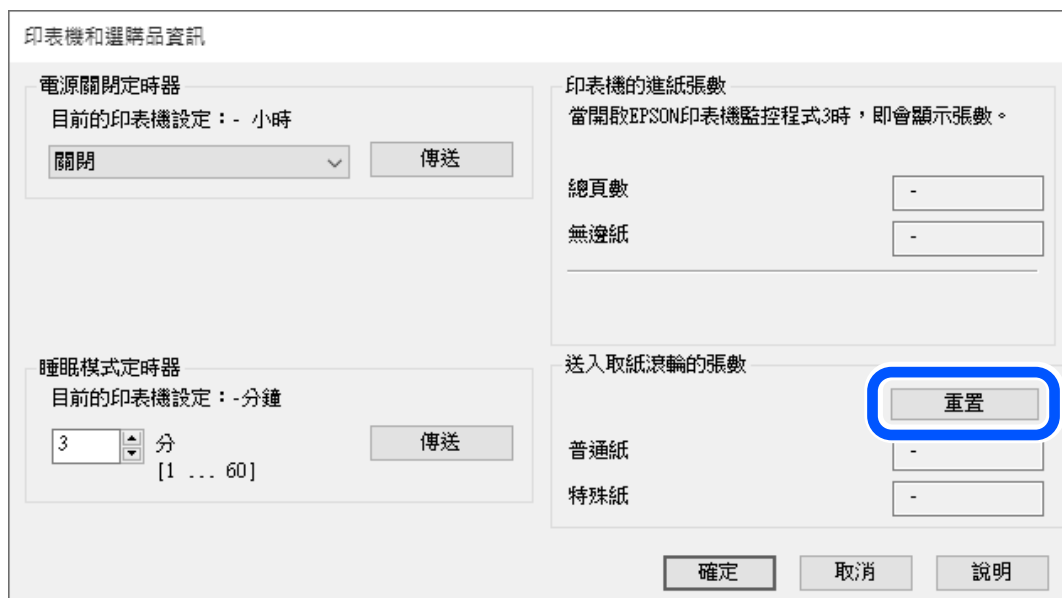 印表機和選購品資訊
電源關閉定時器
目前的印表機設定：- 小時
關閉
傳送
印表機的進紙張數
當開啟EPSON印表機監控程式3時，即會顯示張數。
總頁數
-
無邊紙
-
睡眠模式定時器
目前的印表機設定：-分鐘
3
分
[1 ... 60]
傳送
送入取紙滾輪的張數
重置
普通紙
-
特殊紙
-
確定
取消
說明